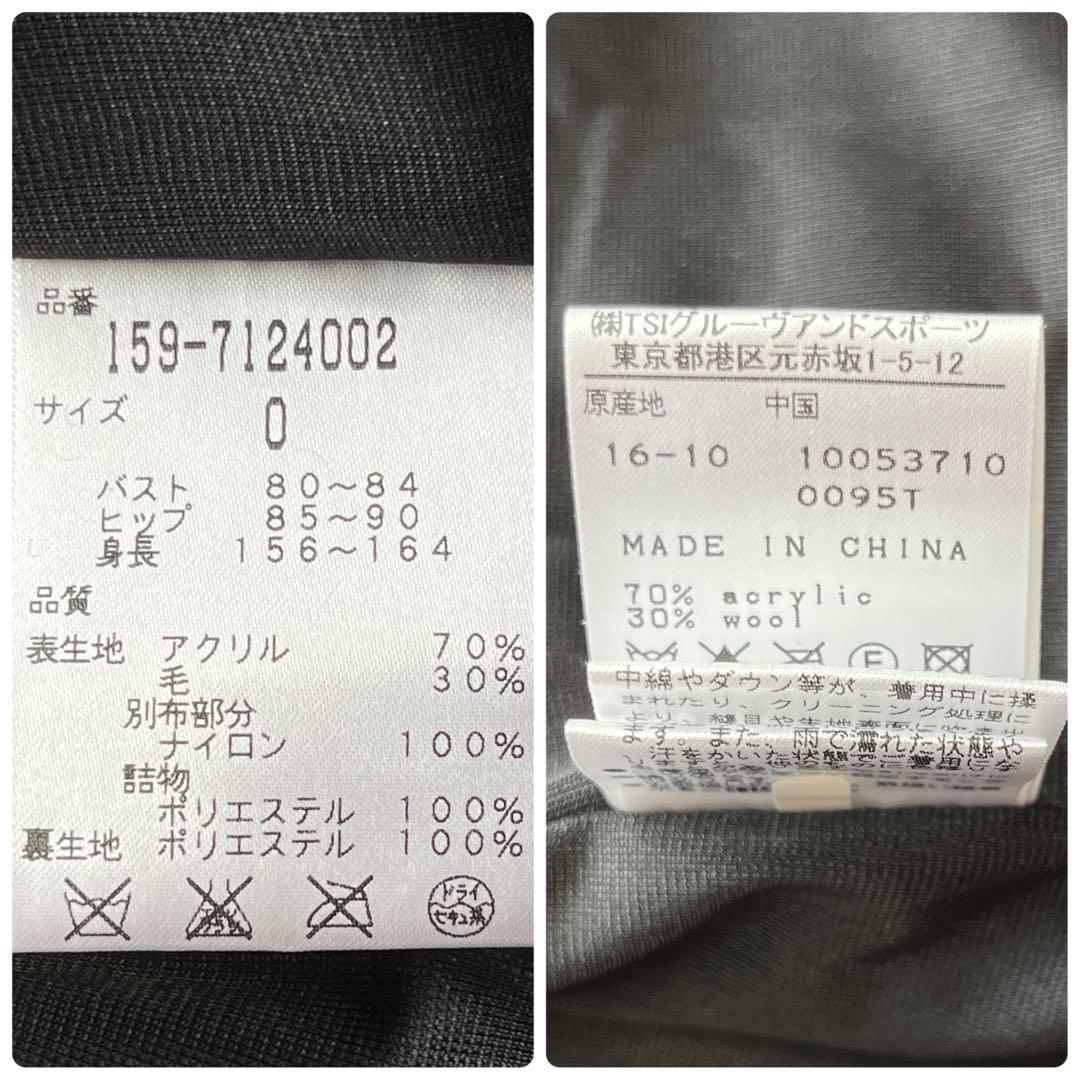 品番
159-7124002
サイズ 0
バスト 80～84
ヒップ 85～90
身長 156～164
品質
表生地 アクリル 70%
毛 30%
別布部分
ナイロン 100%
詰物
ポリエステル 100%
裏生地 ポリエステル 100%
ドライ
セキユ系
㈱TSIグルーヴアンドスポーツ
東京都港区元赤坂1-5-12
原産地 中国
16-10 10053710
0095T
MADE IN CHINA
70% acrylic
30% wool
F
中綿やダウン等が、着用中に揉
まれたり、クリーニング処理に
ます。また、雨で濡れた状態や